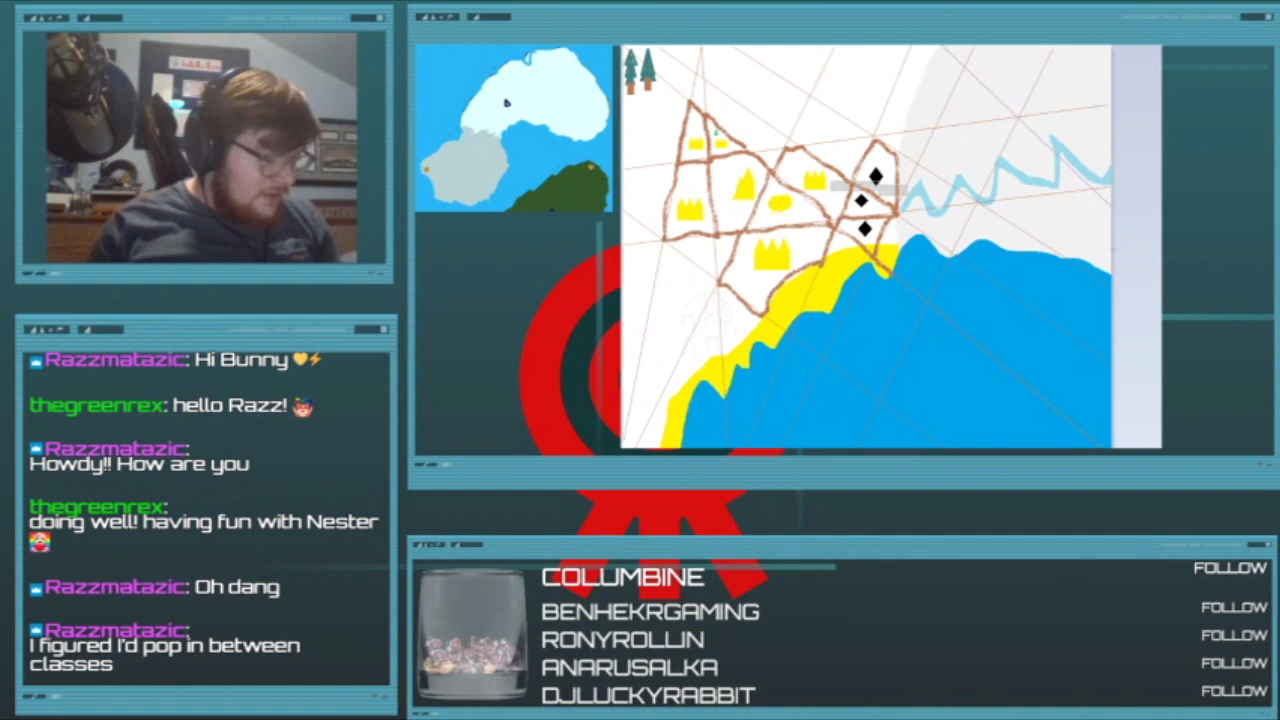 Razzmatazic: Hi Bunny
thegreenrex: hello Razz!
Razzmatazic:
Howdy!! How are you
thegreenrex:
doing well! having fun with Nester
Razzmatazic: Oh dang
Razzmatazic:
I figured I'd pop in between
classes
COLUMBINE FOLLOW
BENHEKRGAMING FOLLOW
RONYROLLIN FOLLOW
ANARUSALKA FOLLOW
DJLUCKYRABBIT FOLLOW